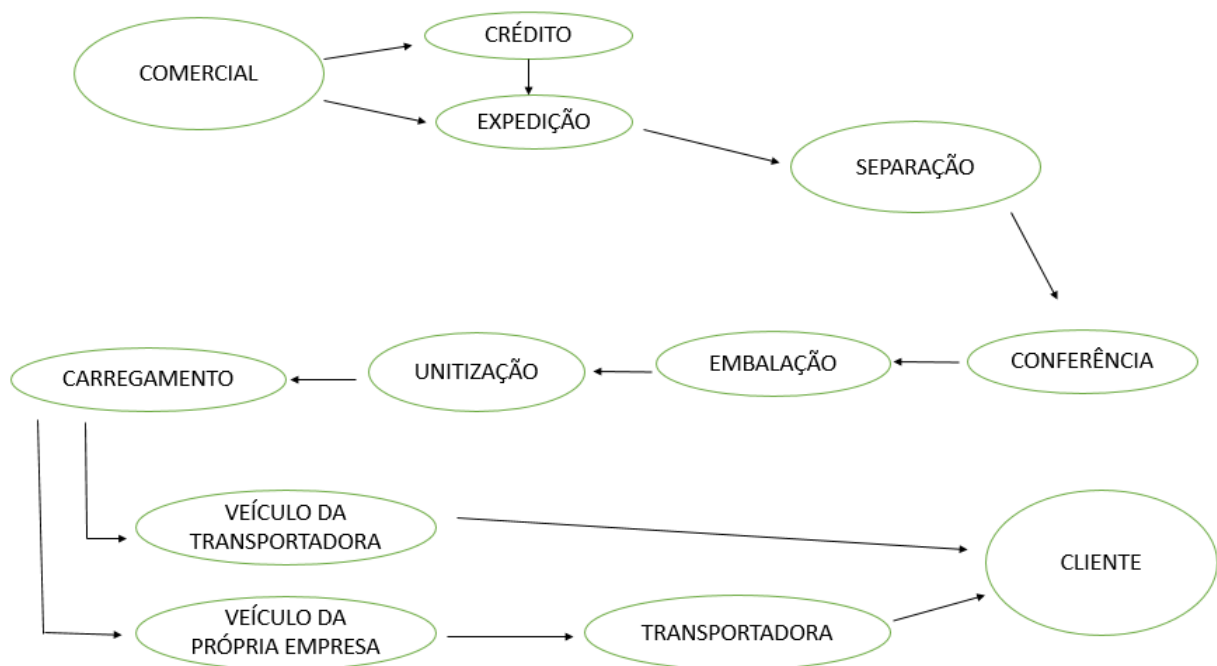 COMERCIAL
CRÉDITO
EXPEDIÇÃO
SEPARAÇÃO
CONFERÊNCIA
EMBALAÇÃO
UNITIZAÇÃO
CARREGAMENTO
VEÍCULO DA
TRANSPORTADORA
VEÍCULO DA
PRÓPRIA EMPRESA
TRANSPORTADORA
CLIENTE